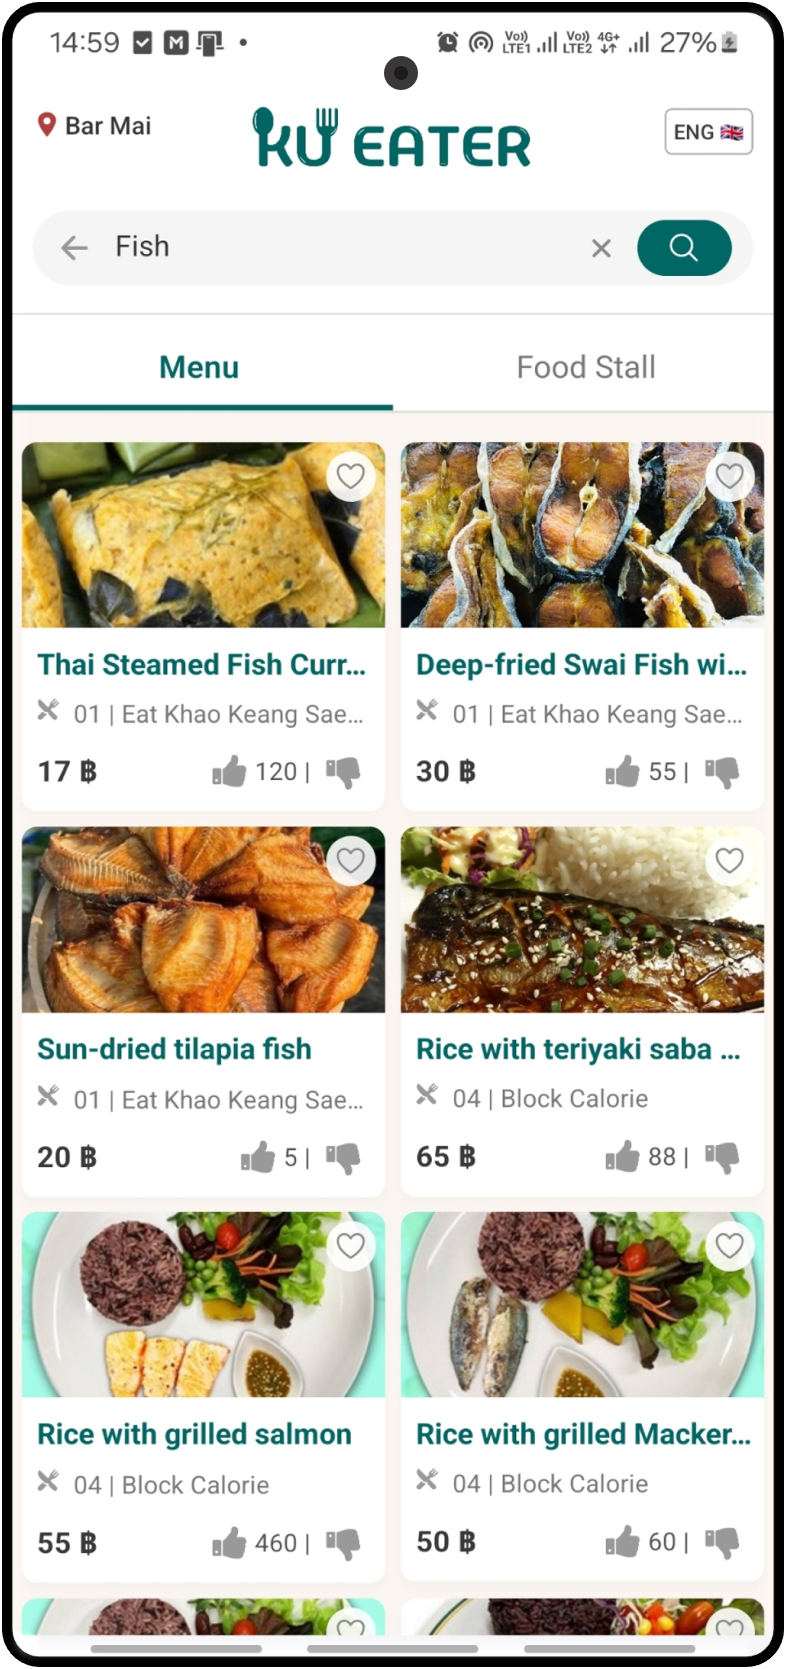 14:59 27%
Vo)) LTE1 Vo)) LTE2 4G+
Bar Mai
KU EATER
ENG
Fish
Menu Food Stall
Thai Steamed Fish Curr...
01 | Eat Khao Keang Sae...
17 ฿ 120 |
Deep-fried Swai Fish wi...
01 | Eat Khao Keang Sae...
30 ฿ 55 |
Sun-dried tilapia fish
01 | Eat Khao Keang Sae...
20 ฿ 5 |
Rice with teriyaki saba ...
04 | Block Calorie
65 ฿ 88 |
Rice with grilled salmon
04 | Block Calorie
55 ฿ 460 |
Rice with grilled Macker...
04 | Block Calorie
50 ฿ 60 |